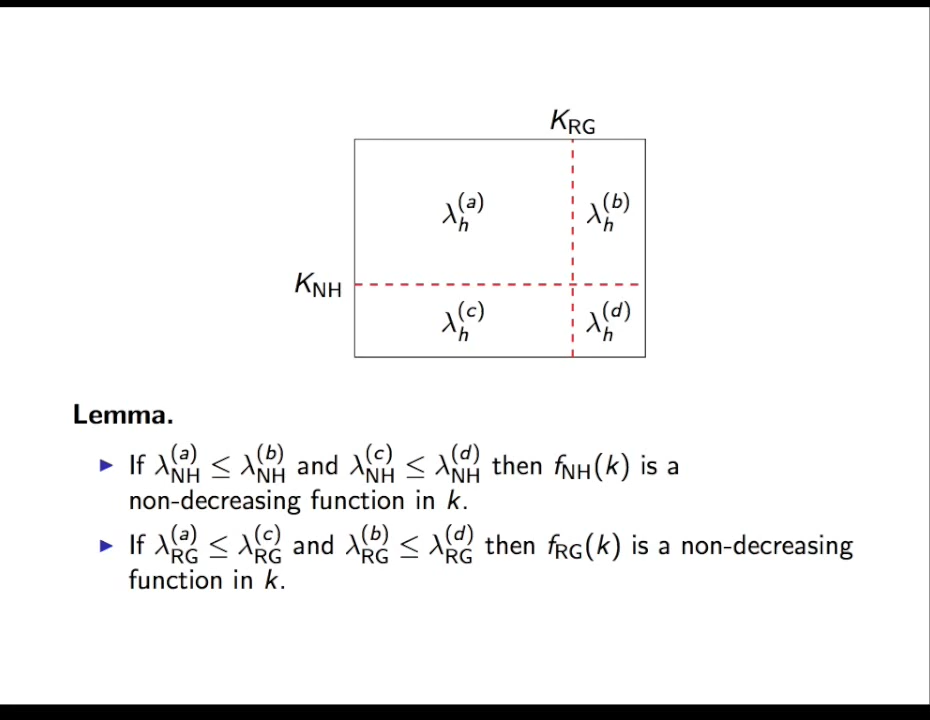 K_RG
λ_h^(a) λ_h^(b)
K_NH
λ_h^(c) λ_h^(d)
Lemma.
▶ If λ_NH^(a) ≤ λ_NH^(b) and λ_NH^(c) ≤ λ_NH^(d) then f_NH(k) is a
non-decreasing function in k.
▶ If λ_RG^(a) ≤ λ_RG^(c) and λ_RG^(b) ≤ λ_RG^(d) then f_RG(k) is a non-decreasing
function in k.